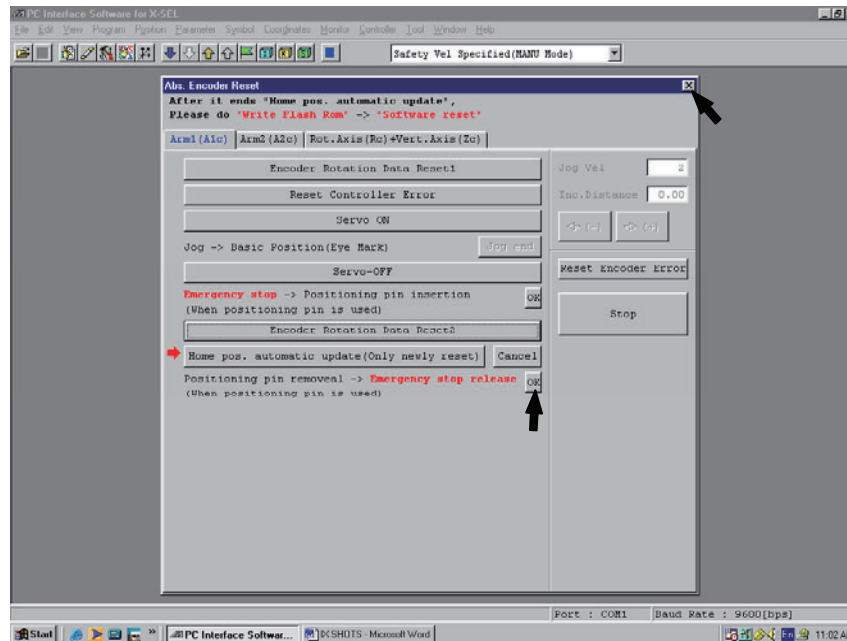 PC Interface Software for X-SEL
File Edit View Program Position Parameter Symbol Coordinates Monitor Controller Tool Window Help
Safety Vel Specified(MANU Mode)
Abs. Encoder Reset
After it ends "Home pos. automatic update",
Please do "Write Flash Rom" -> "Software reset"
Arm1(A1c) Arm2(A2c) Rot.Axis(Rc)+Vert.Axis(Zc)
Encoder Rotation Data Reset1
Jog Vel 2
Reset Controller Error
Inc.Distance 0.00
Servo ON
(-) (+)
Jog -> Basic Position(Eye Mark) Jog end
Servo-OFF
Reset Encoder Error
Emergency stop -> Positioning pin insertion OK
(When positioning pin is used)
Stop
Encoder Rotation Data Reset2
Home pos. automatic update(Only newly reset) Cancel
Positioning pin removeal -> Emergency stop release OK
(When positioning pin is used)
Port : COM1 Baud Rate : 9600[bps]
Start » PC Interface Softwar... SHOTS - Microsoft Word En 11:02 A